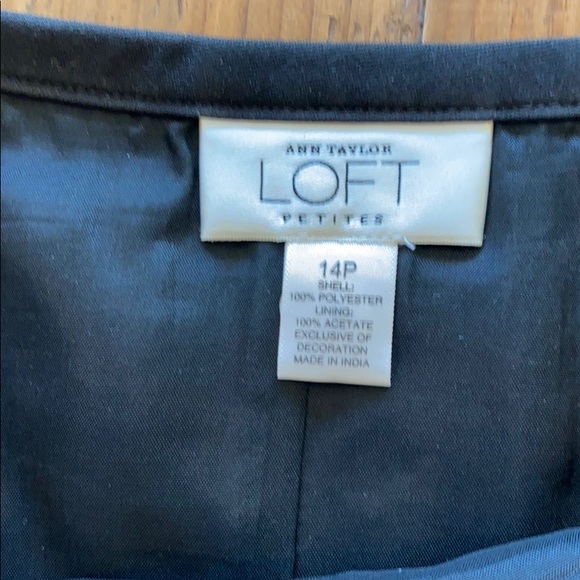 ANN TAYLOR
LOFT
PETITES
14P
SHELL:
100% POLYESTER
LINING:
100% ACETATE
EXCLUSIVE OF
DECORATION
MADE IN INDIA